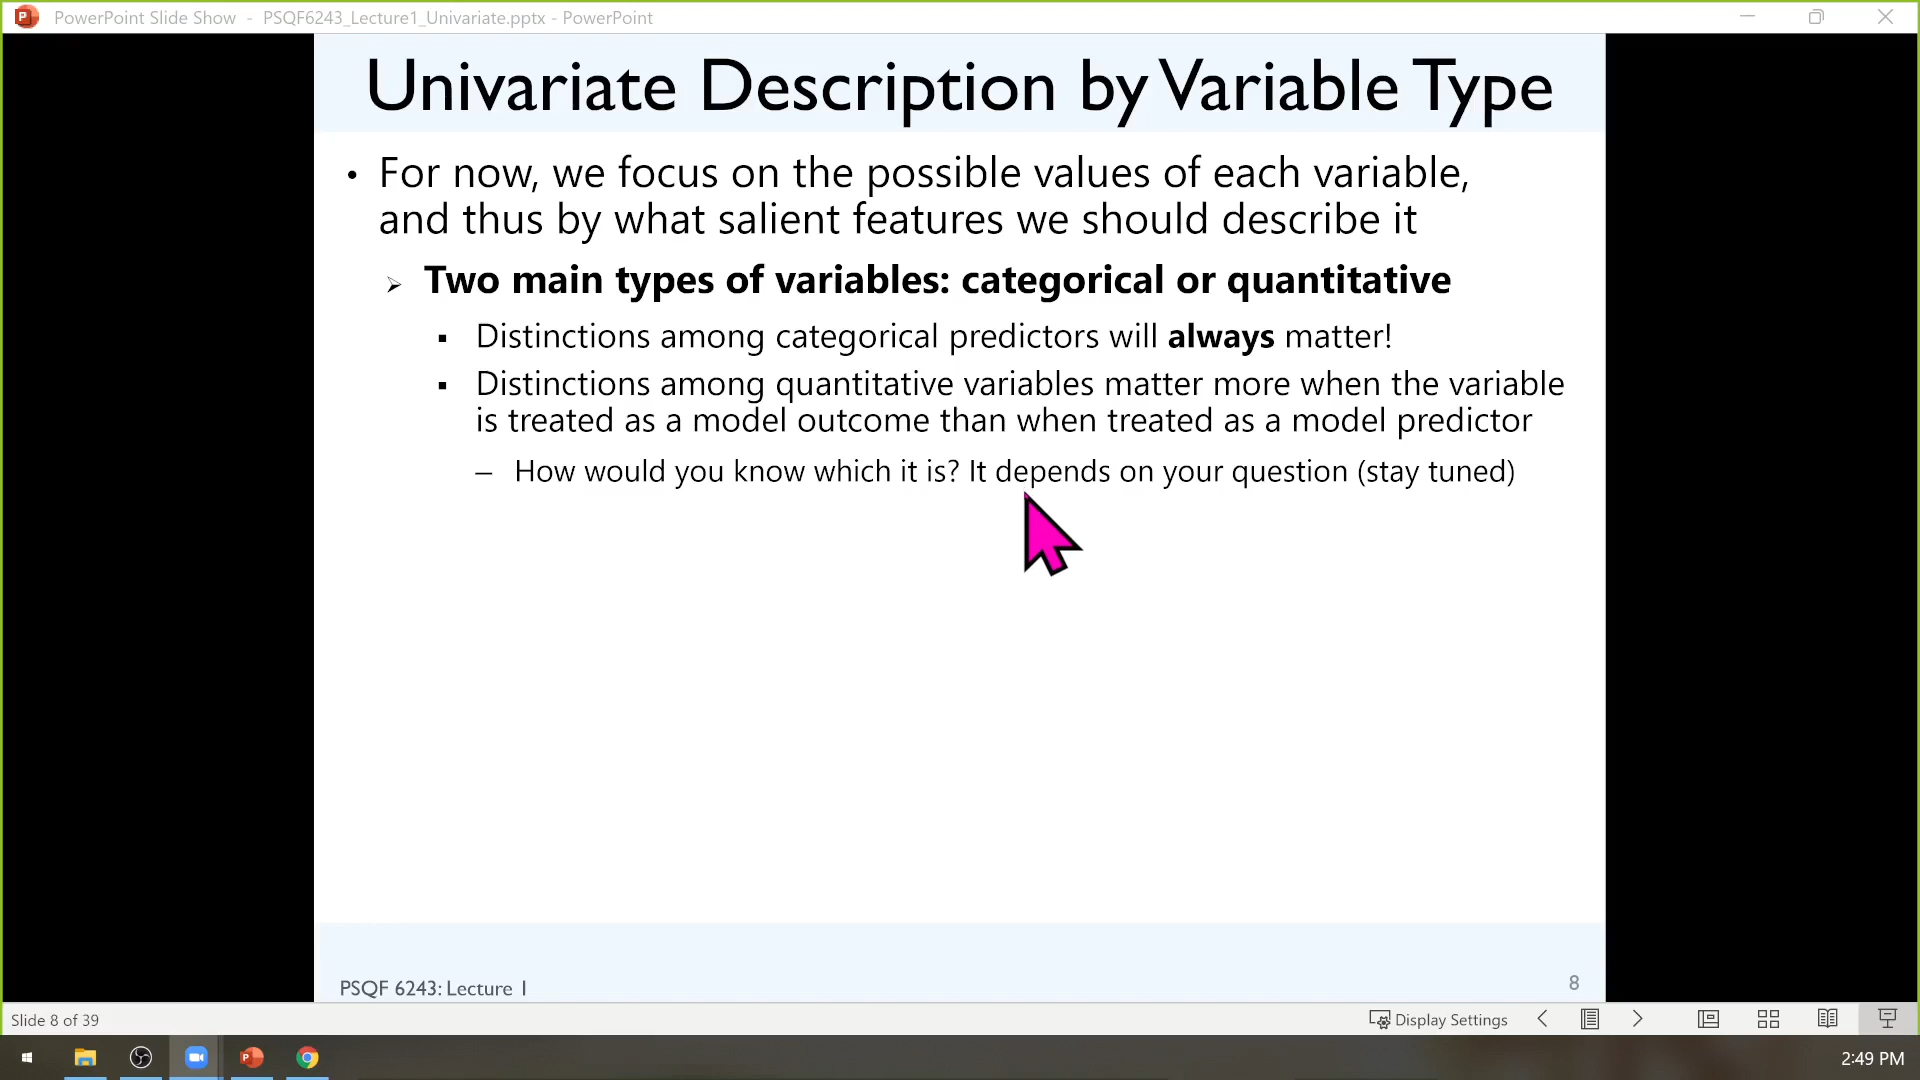 PowerPoint Slide Show - PSQF6243_Lecture1_Univariate.pptx - PowerPoint
Univariate Description by Variable Type
• For now, we focus on the possible values of each variable,
and thus by what salient features we should describe it
➢ Two main types of variables: categorical or quantitative
▪ Distinctions among categorical predictors will always matter!
▪ Distinctions among quantitative variables matter more when the variable
is treated as a model outcome than when treated as a model predictor
– How would you know which it is? It depends on your question (stay tuned)
PSQF 6243: Lecture 1
8
Slide 8 of 39
Display Settings
2:49 PM